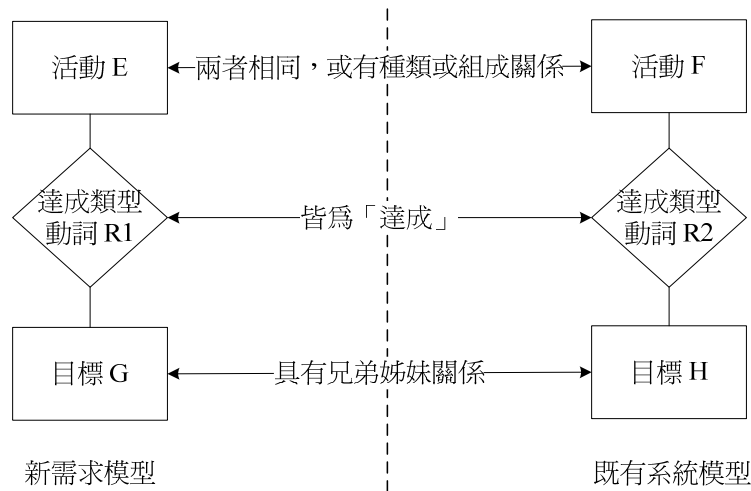 活動 E
兩者相同，或有種類或組成關係
活動 F
達成類型
動詞 R1
皆為「達成」
達成類型
動詞 R2
目標 G
具有兄弟姊妹關係
目標 H
新需求模型
既有系統模型